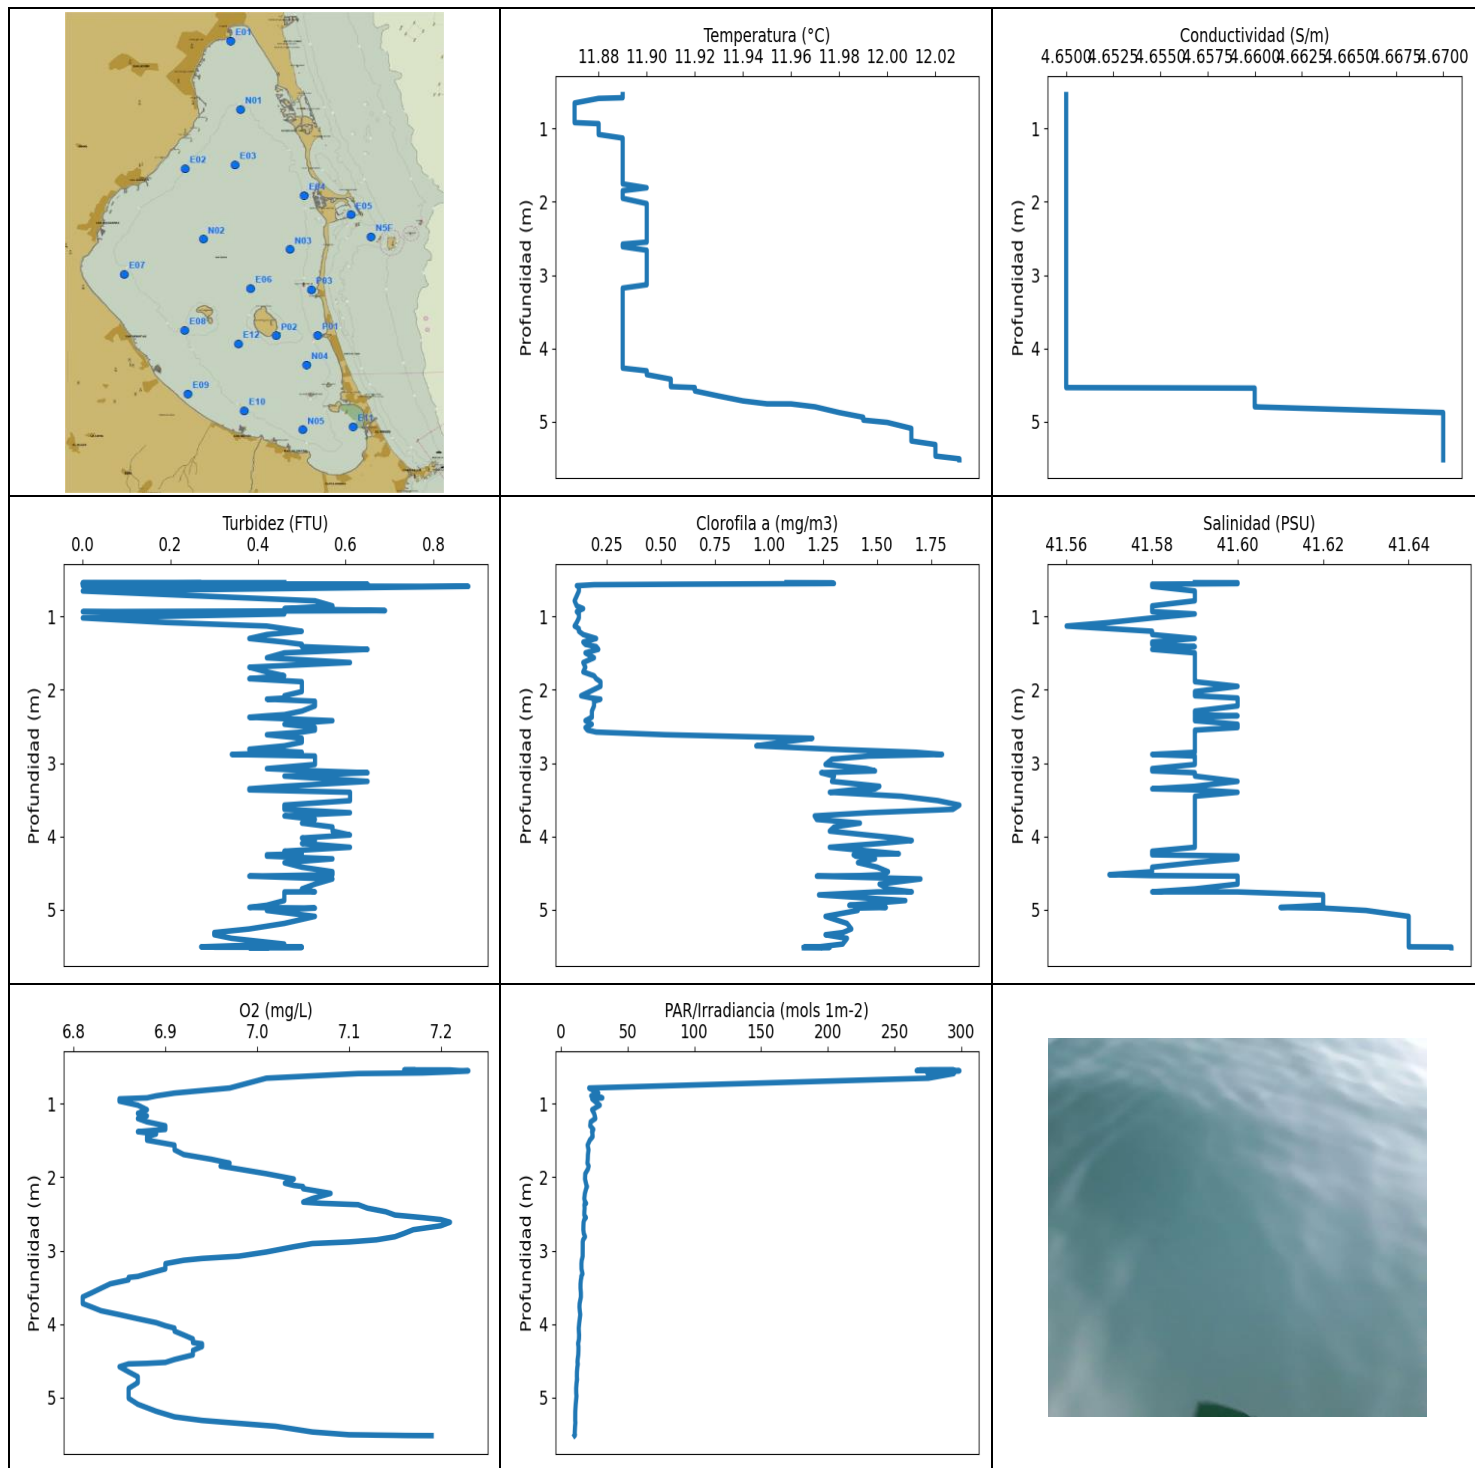 E01
N01
E02
E03
E04
E05
N5F
N02
N03
E07
E06
P03
E08
E12
P02
P01
N04
E09
E10
N05
E11
Temperatura (°C)
11.88 11.90 11.92 11.94 11.96 11.98 12.00 12.02
Profundidad (m)
1
2
3
4
5
Conductividad (S/m)
4.6500 4.6525 4.6550 4.6575 4.6600 4.6625 4.6650 4.6675 4.6700
Profundidad (m)
1
2
3
4
5
Turbidez (FTU)
0.0 0.2 0.4 0.6 0.8
Profundidad (m)
1
2
3
4
5
Clorofila a (mg/m3)
0.25 0.50 0.75 1.00 1.25 1.50 1.75
Profundidad (m)
1
2
3
4
5
Salinidad (PSU)
41.56 41.58 41.60 41.62 41.64
Profundidad (m)
1
2
3
4
5
O2 (mg/L)
6.8 6.9 7.0 7.1 7.2
Profundidad (m)
1
2
3
4
5
PAR/Irradiancia (mols 1m-2)
0 50 100 150 200 250 300
Profundidad (m)
1
2
3
4
5